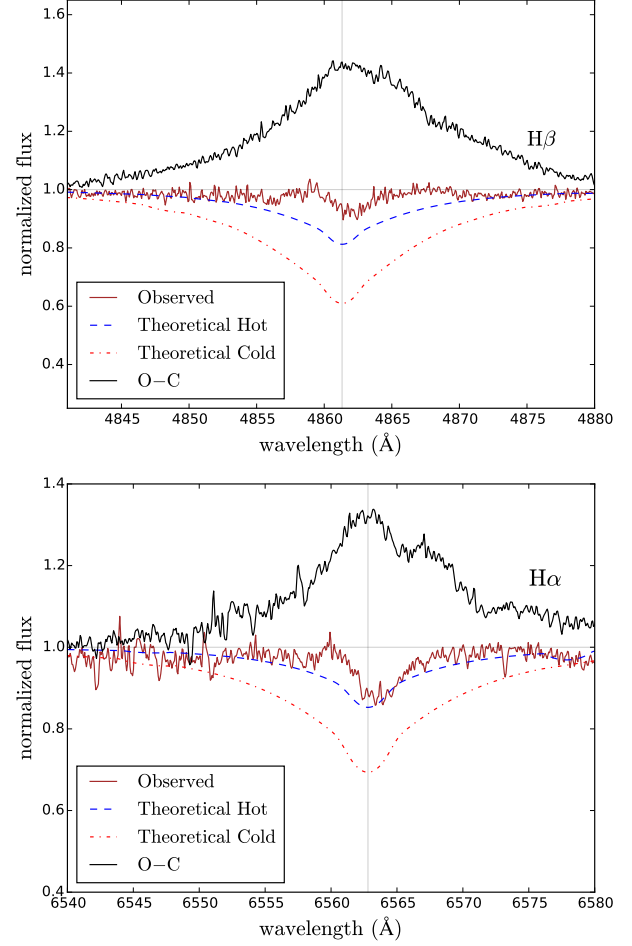 1.6
1.4
1.2
1.0
0.8
0.6
0.4
normalized flux
Hβ
Observed
Theoretical Hot
Theoretical Cold
O−C
4845 4850 4855 4860 4865 4870 4875 4880
wavelength (Å)
1.4
1.2
1.0
0.8
0.6
0.4
normalized flux
Hα
Observed
Theoretical Hot
Theoretical Cold
O−C
6540 6545 6550 6555 6560 6565 6570 6575 6580
wavelength (Å)